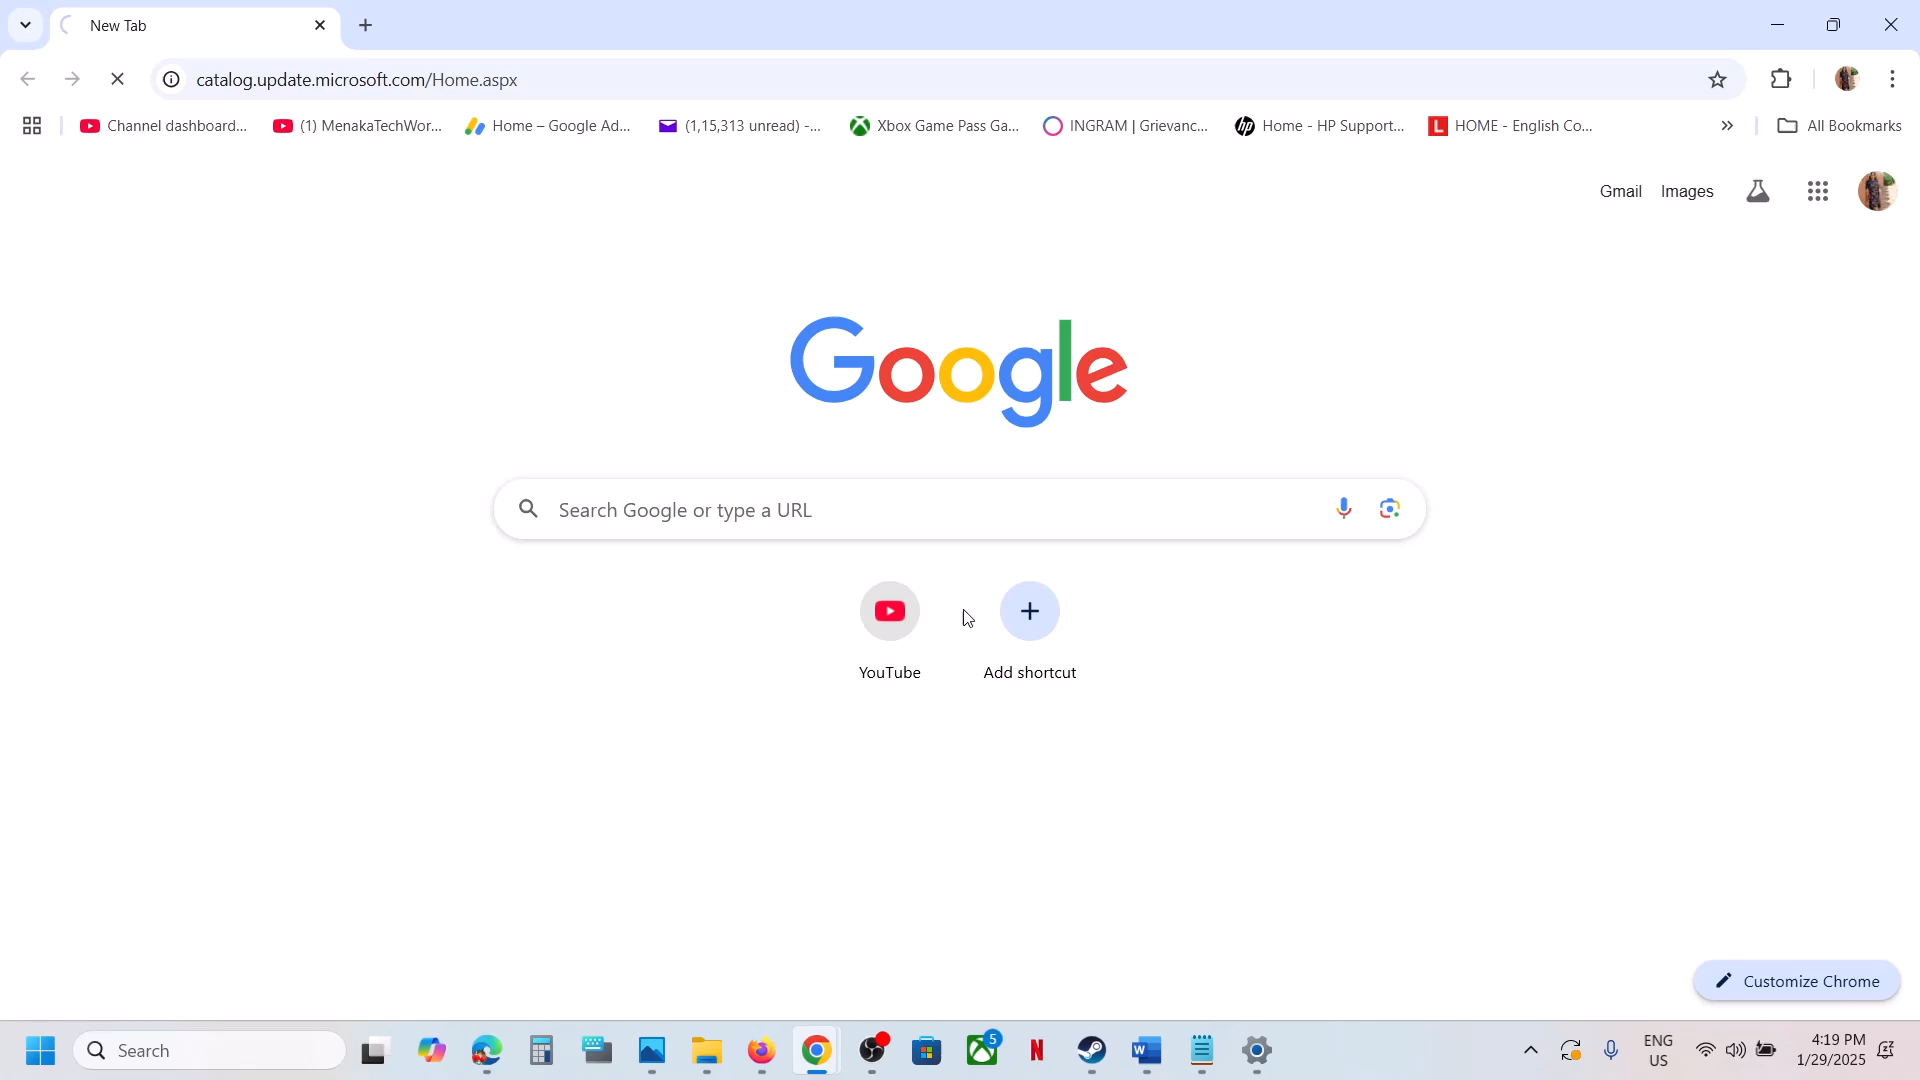 New Tab
catalog.update.microsoft.com/Home.aspx
Channel dashboard...
(1) MenakaTechWor...
Home – Google Ad...
(1,15,313 unread) -...
Xbox Game Pass Ga...
INGRAM | Grievanc...
Home - HP Support...
HOME - English Co...
All Bookmarks
Gmail
Images
Google
Search Google or type a URL
YouTube
Add shortcut
Customize Chrome
Search
5
ENG
US
4:19 PM
1/29/2025